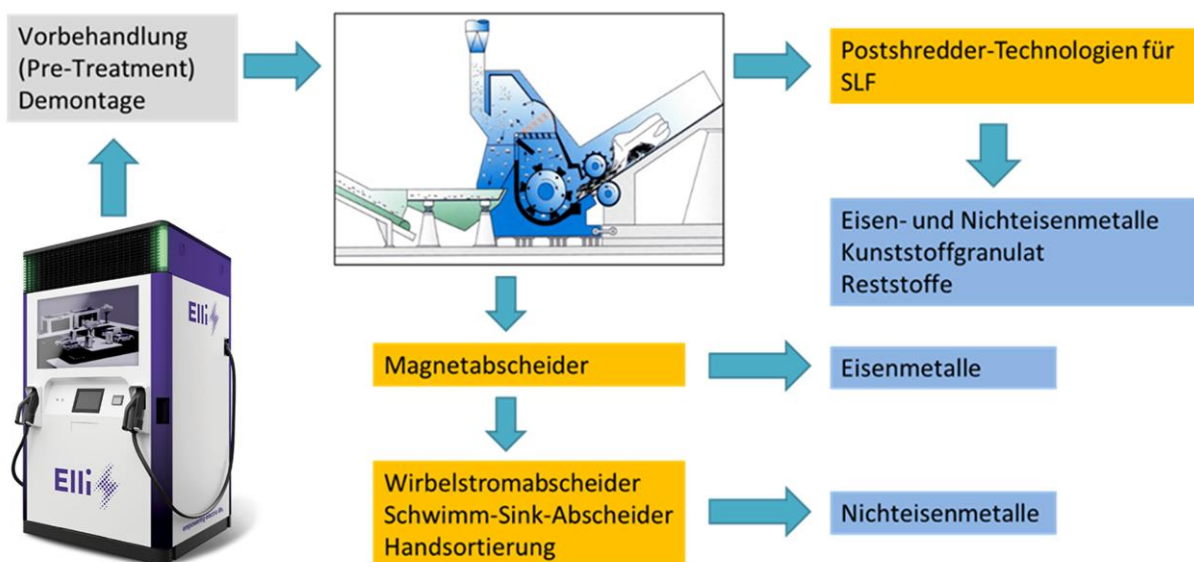 Vorbehandlung
(Pre-Treatment)
Demontage
Postshredder-Technologien für
SLF
Eisen- und Nichteisenmetalle
Kunststoffgranulat
Reststoffe
Magnetabscheider
Eisenmetalle
Wirbelstromabscheider
Schwimm-Sink-Abscheider
Handsortierung
Nichteisenmetalle
Elli
Elli